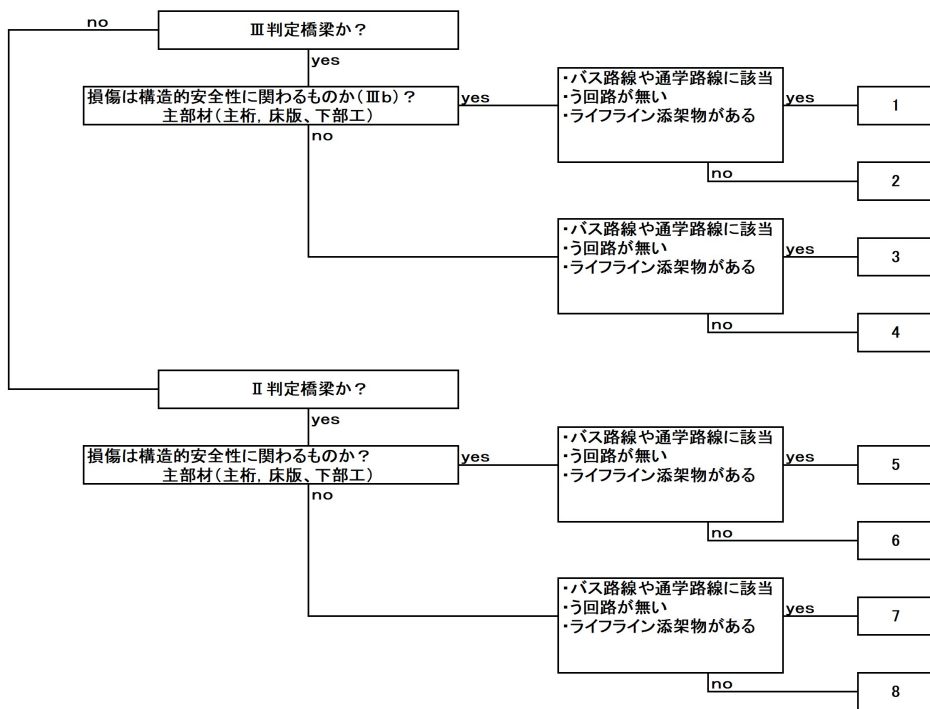 no
Ⅲ判定橋梁か？
yes
損傷は構造的安全性に関わるものか（Ⅲb）？
主部材（主桁，床版、下部工）
yes
・バス路線や通学路線に該当
・う回路が無い
・ライフライン添架物がある
yes
1
no
2
no
・バス路線や通学路線に該当
・う回路が無い
・ライフライン添架物がある
yes
3
no
4
Ⅱ判定橋梁か？
yes
損傷は構造的安全性に関わるものか？
主部材（主桁，床版、下部工）
yes
・バス路線や通学路線に該当
・う回路が無い
・ライフライン添架物がある
yes
5
no
6
no
・バス路線や通学路線に該当
・う回路が無い
・ライフライン添架物がある
yes
7
no
8